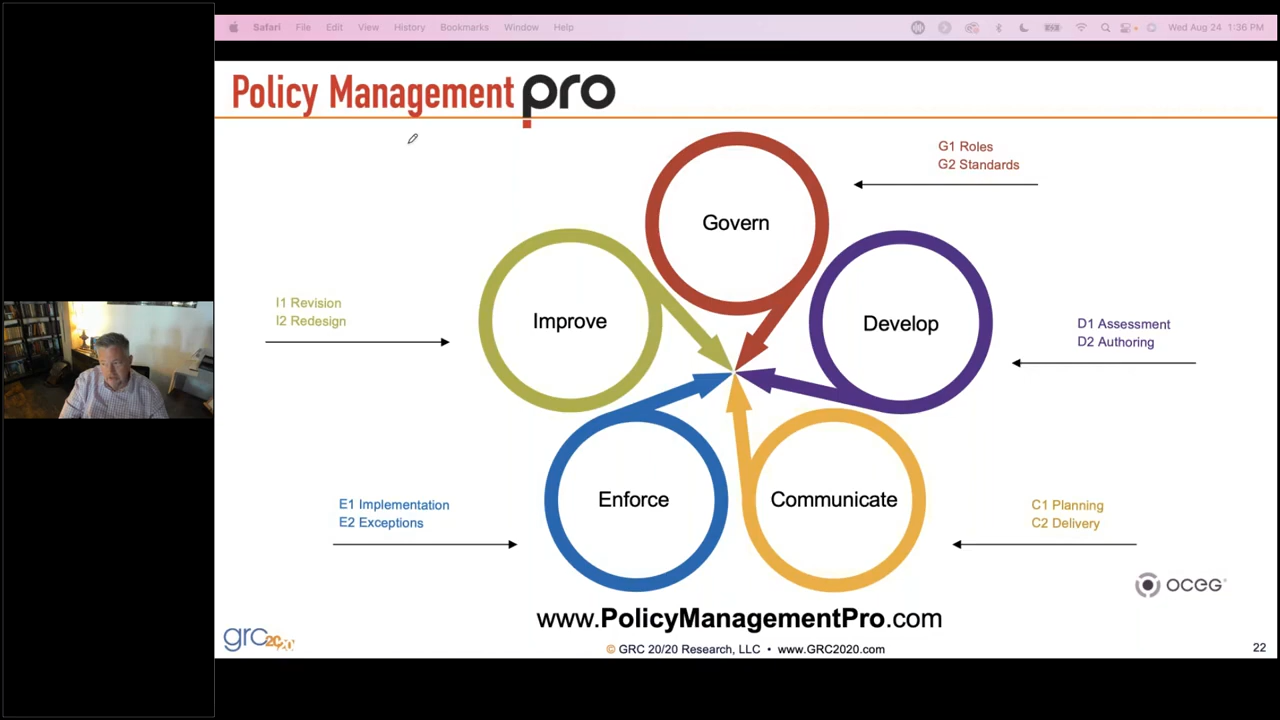 Safari File Edit View History Bookmarks Window Help Wed Aug 24 1:36 PM
Policy Management pro
G1 Roles
G2 Standards
Govern
I1 Revision
I2 Redesign
Improve
Develop
D1 Assessment
D2 Authoring
E1 Implementation
E2 Exceptions
Enforce
Communicate
C1 Planning
C2 Delivery
OCEG
www.PolicyManagementPro.com
grc2020
© GRC 20/20 Research, LLC • www.GRC2020.com
22